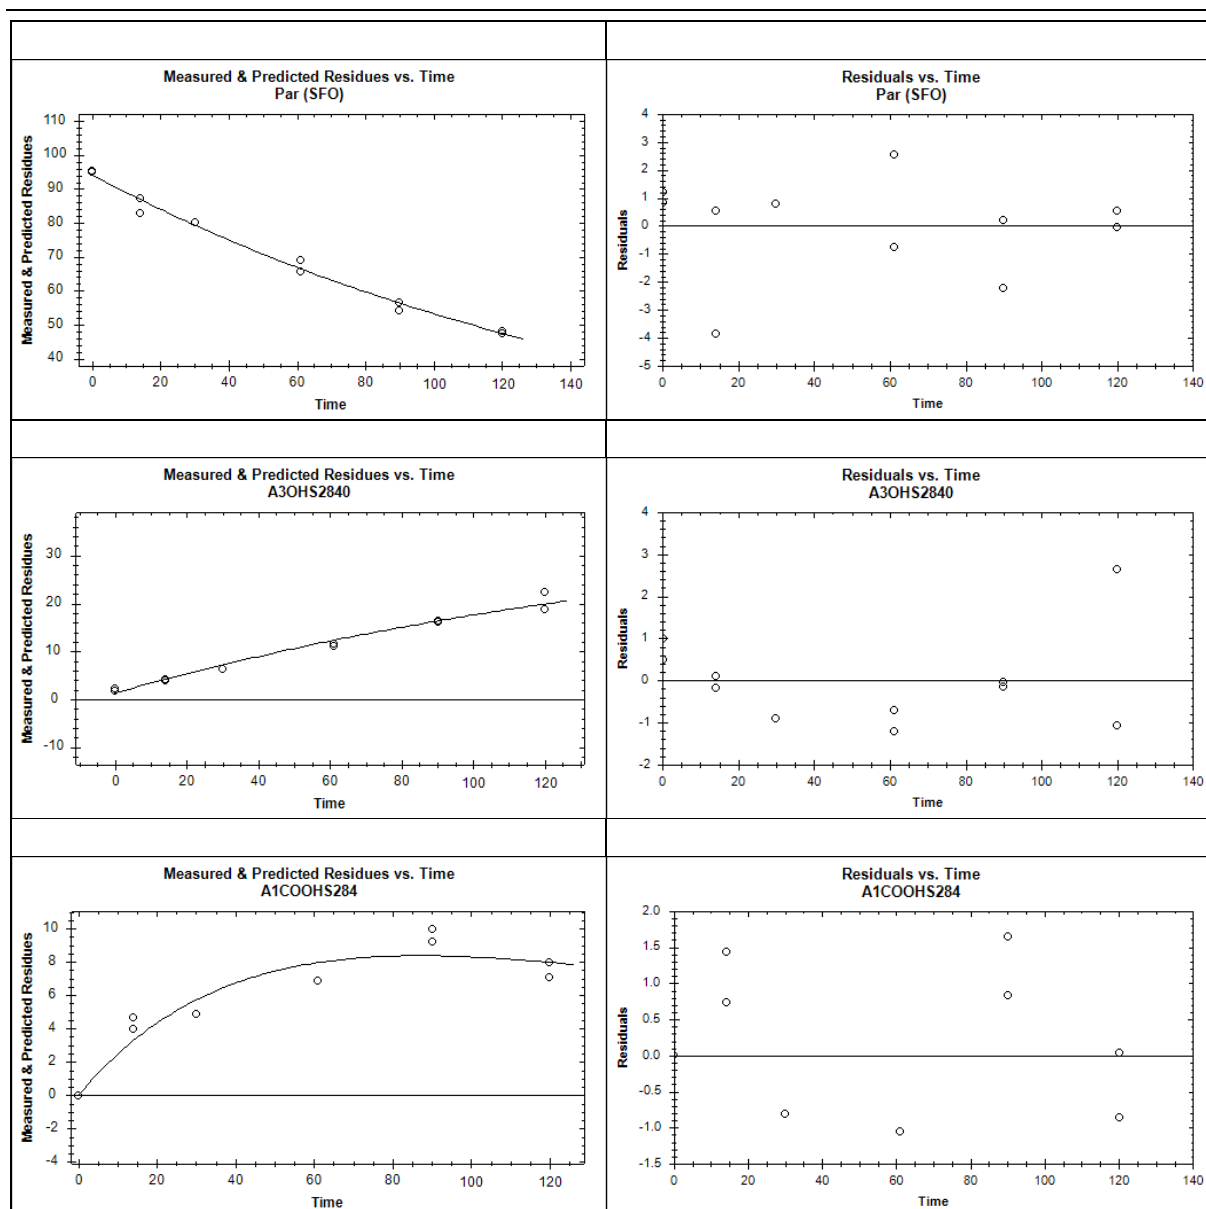 Measured & Predicted Residues vs. Time
Par (SFO)
Measured & Predicted Residues
110
100
90
80
70
60
50
40
0 20 40 60 80 100 120 140
Time
Residuals vs. Time
Par (SFO)
Residuals
4
3
2
1
0
-1
-2
-3
-4
-5
0 20 40 60 80 100 120 140
Time
Measured & Predicted Residues vs. Time
A3OHS2840
Measured & Predicted Residues
30
20
10
0
-10
0 20 40 60 80 100 120
Time
Residuals vs. Time
A3OHS2840
Residuals
4
3
2
1
0
-1
-2
0 20 40 60 80 100 120 140
Time
Measured & Predicted Residues vs. Time
A1COOHS284
Measured & Predicted Residues
10
8
6
4
2
0
-2
-4
0 20 40 60 80 100 120
Time
Residuals vs. Time
A1COOHS284
Residuals
2.0
1.5
1.0
0.5
0.0
-0.5
-1.0
-1.5
0 20 40 60 80 100 120 140
Time